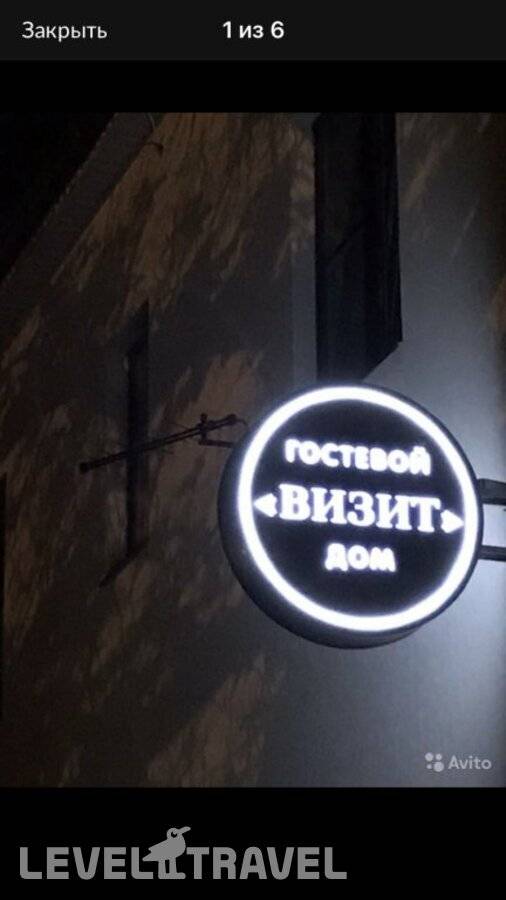 Закрыть 1 из 6
ГОСТЕВОЙ
«ВИЗИТ»
ДОМ
Avito
LEVEL TRAVEL